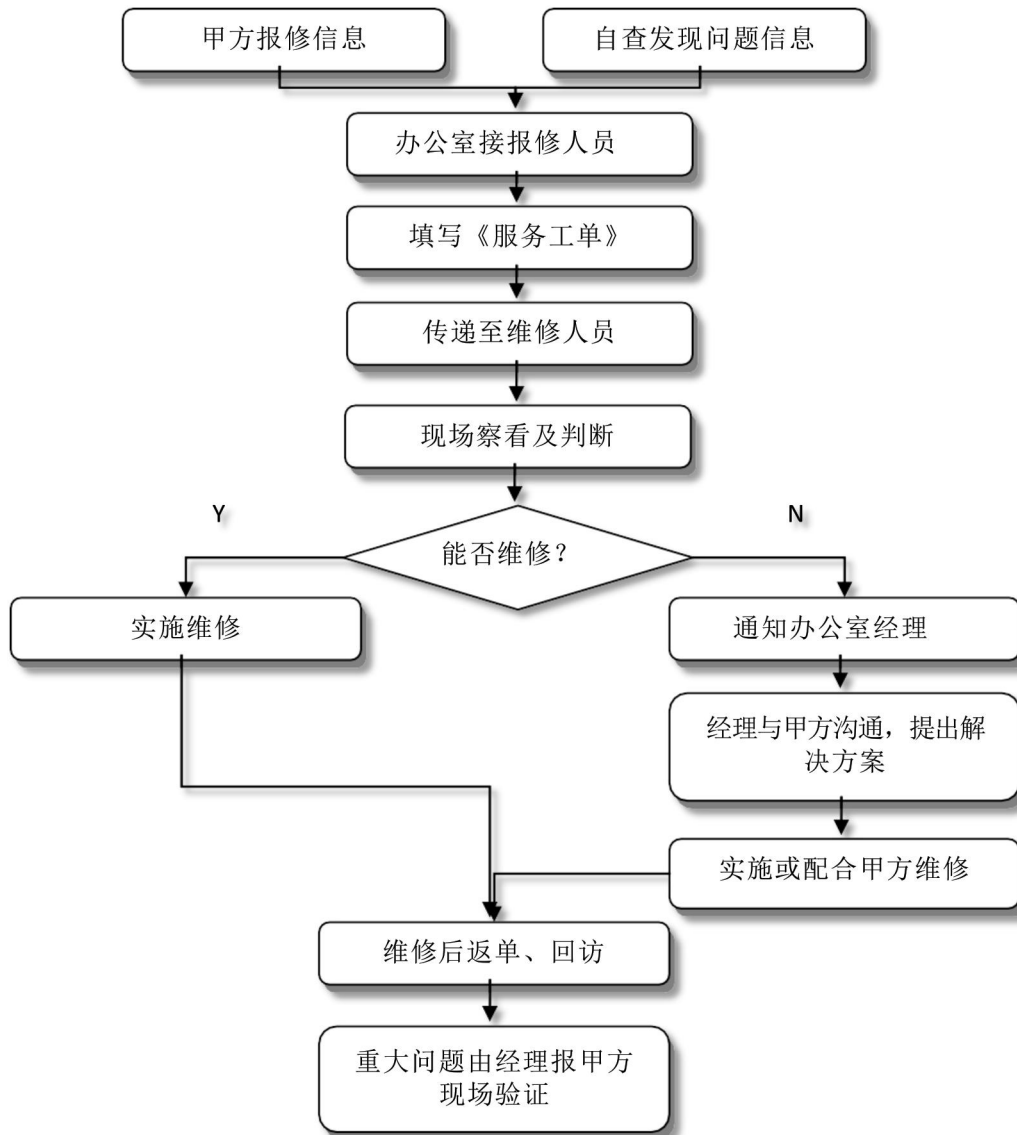 甲方报修信息
自查发现问题信息
办公室接报修人员
填写《服务工单》
传递至维修人员
现场察看及判断
Y
N
能否维修？
实施维修
通知办公室经理
经理与甲方沟通，提出解
决方案
实施或配合甲方维修
维修后返单、回访
重大问题由经理报甲方
现场验证